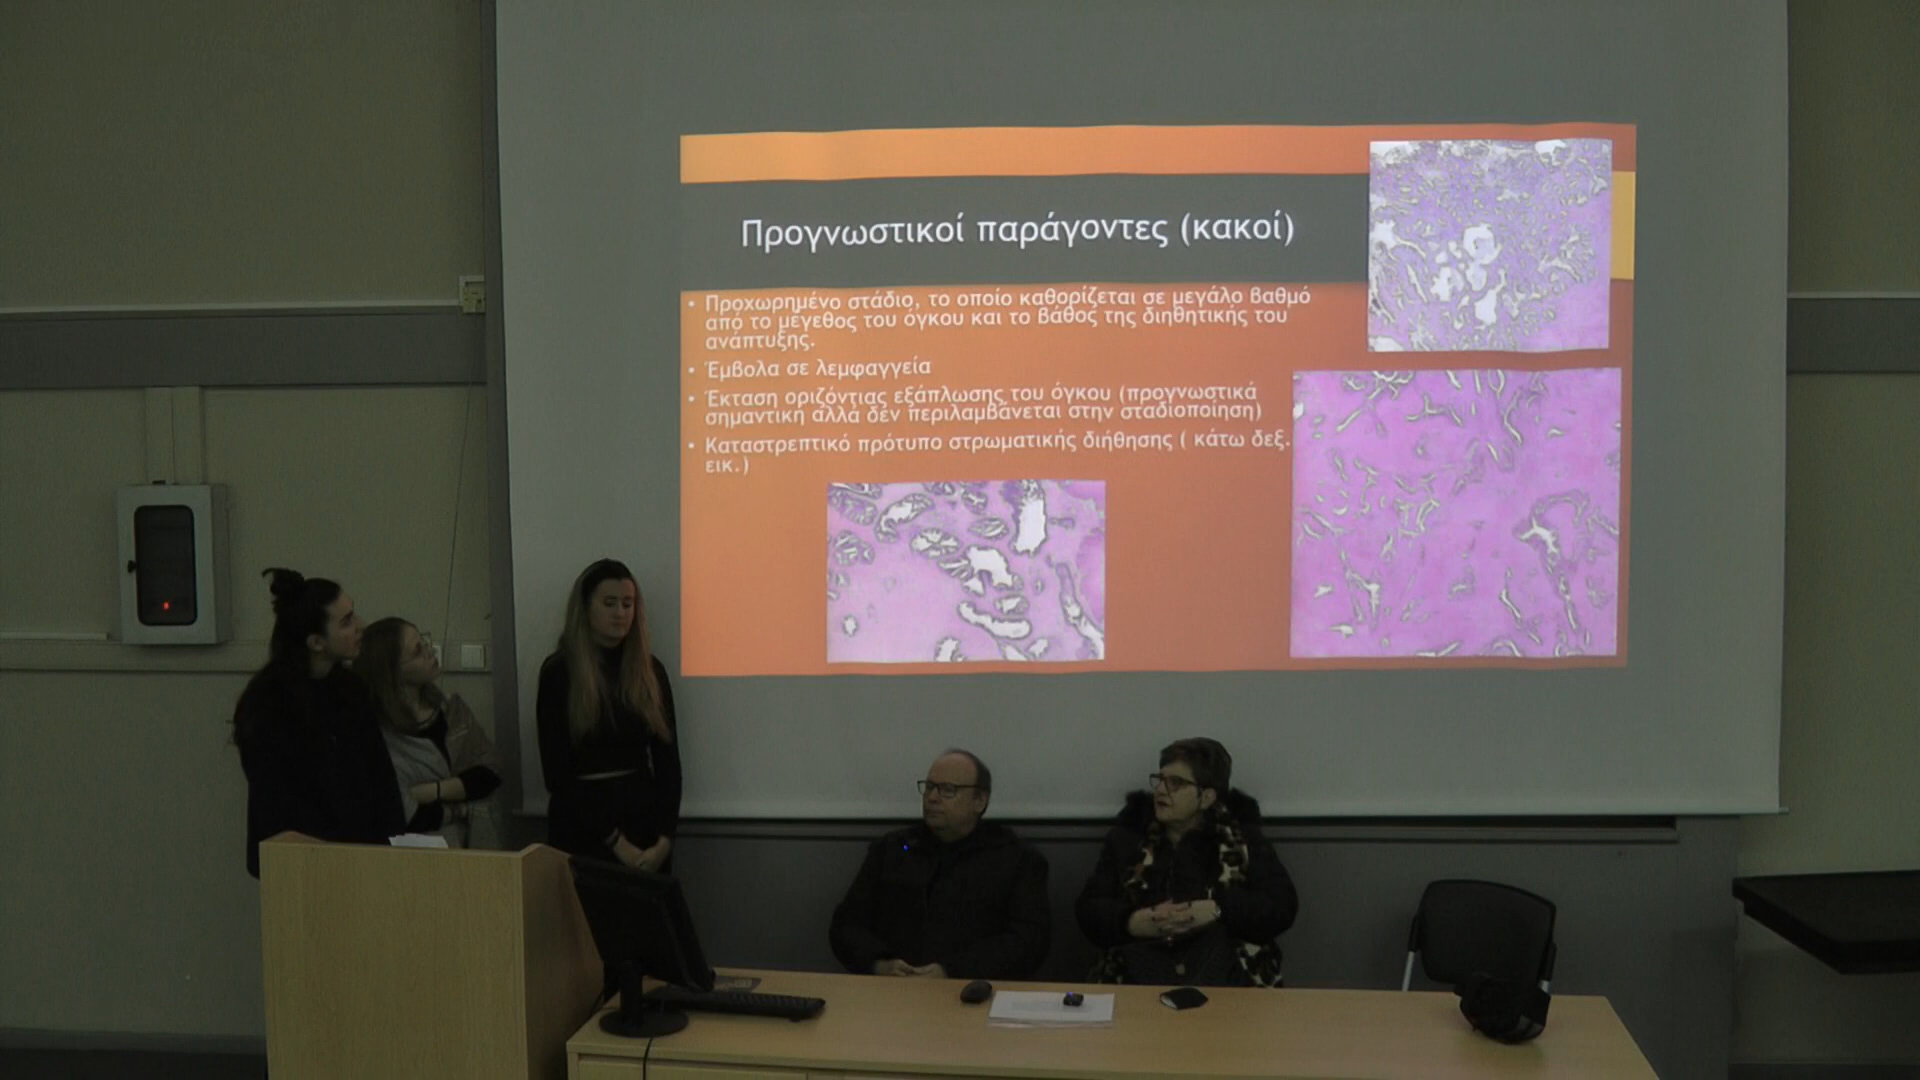 Προγνωστικοί παράγοντες (κακοί)
• Προχωρημένο στάδιο, το οποίο καθορίζεται σε μεγάλο βαθμό
από το μέγεθος του όγκου και το βάθος της διηθητικής του
ανάπτυξης.
• Έμβολα σε λεμφαγγεία
• Έκταση οριζόντιας εξάπλωσης του όγκου (προγνωστικά
σημαντική αλλά δεν περιλαμβάνεται στην σταδιοποίηση)
• Καταστρεπτικό πρότυπο στρωματικής διήθησης ( κάτω δεξ.
εικ.)